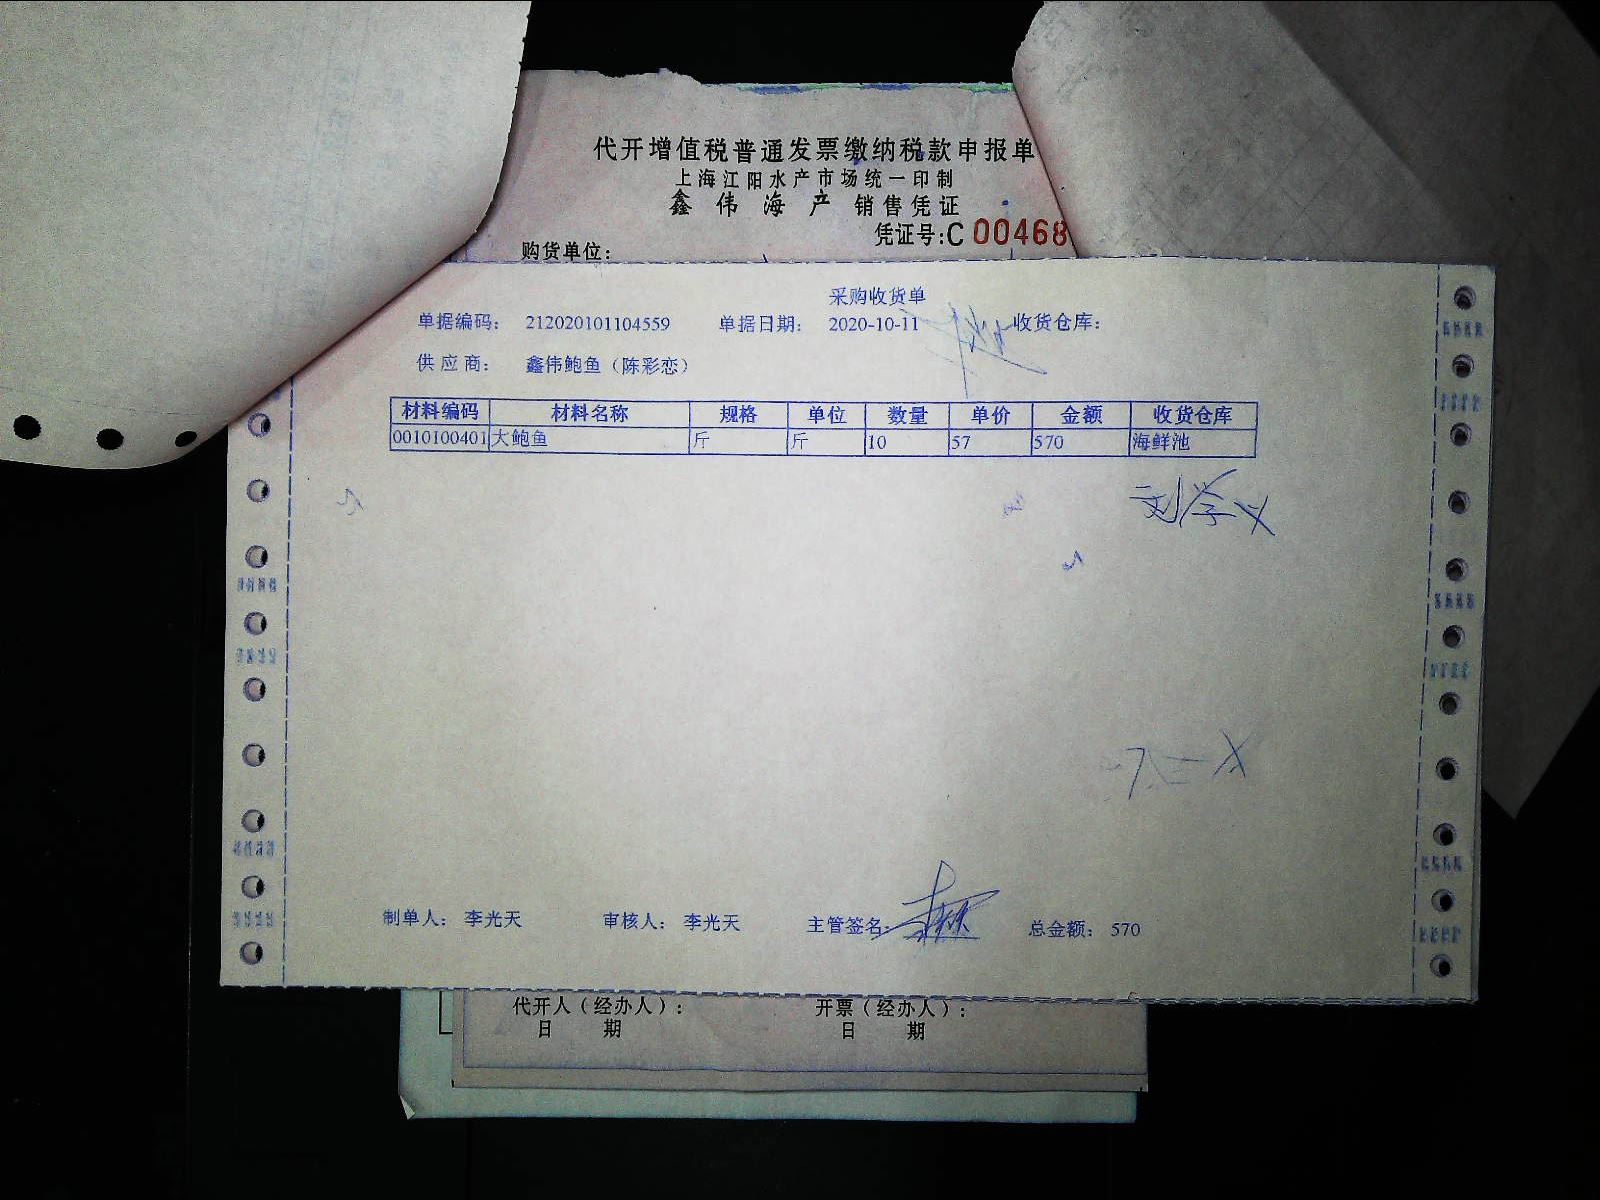 代开增值税普通发票缴纳税款申报单
上海江阳水产市场统一印制
鑫伟海产 销售凭证
凭证号:C 00468
购货单位:
采购收货单
单据编码: 212020101104559 单据日期: 2020-10-11 收货仓库:
供应商: 鑫伟鲍鱼（陈彩恋）
材料编码 材料名称 规格 单位 数量 单价 金额 收货仓库
0010100401 大鲍鱼 斤 斤 10 57 570 海鲜池
刘学义
制单人: 李光天 审核人: 李光天 主管签名: 总金额: 570
代开人（经办人）: 开票（经办人）:
日 期 日 期